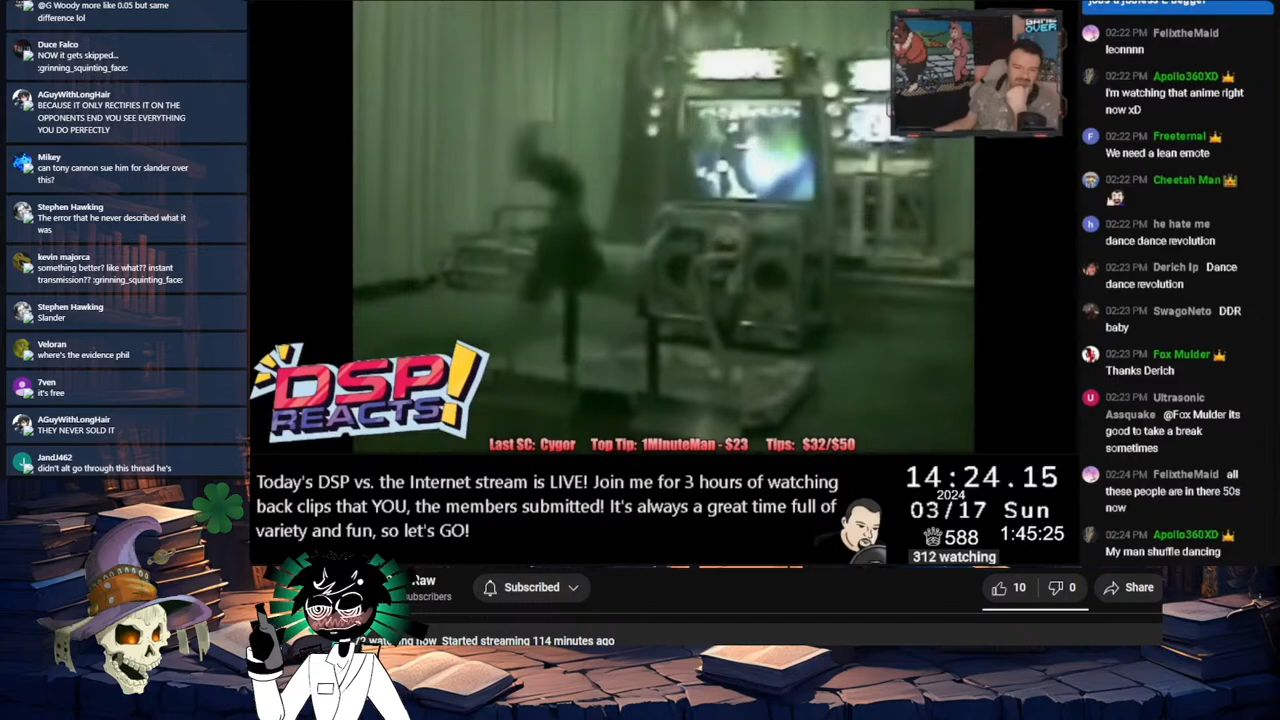 @G Woody more like 0.05 but same
difference lol
Duce Falco
NOW it gets skipped...
:grinning_squinting_face:
AGuyWithLongHair
BECAUSE IT ONLY RECTIFIES IT ON THE
OPPONENTS END YOU SEE EVERYTHING
YOU DO PERFECTLY
Mikey
can tony cannon sue him for slander over
this?
Stephen Hawking
The error that he never described what it
was
kevin majorca
something better? like what?? instant
transmission?? :grinning_squinting_face:
Stephen Hawking
Slander
Veloran
where's the evidence phil
7ven
it's free
AGuyWithLongHair
THEY NEVER SOLD IT
JandJ462
didn't alt go through this thread he's
GAME
OVER
DSP
REACTS!
Last SC: Cygor Top Tip: 1MinuteMan - $23 Tips: $32/$50
Today's DSP vs. the Internet stream is LIVE! Join me for 3 hours of watching
back clips that YOU, the members submitted! It's always a great time full of
variety and fun, so let's GO!
14:24.15
2024
03/17 Sun
588 1:45:25
312 watching
Raw
Subscribed
10
0
Share
now Started streaming 114 minutes ago
02:22 PM FelixtheMaid
leonnnn
02:22 PM Apollo360XD
I'm watching that anime right
now xD
F 02:22 PM Freeternal
We need a lean emote
02:22 PM Cheetah Man
h 02:22 PM he hate me
dance dance revolution
02:23 PM Derich Ip Dance
dance revolution
02:23 PM SwagoNeto DDR
baby
02:23 PM Fox Mulder
Thanks Derich
U 02:23 PM Ultrasonic
Assquake @Fox Mulder its
good to take a break
sometimes
02:24 PM FelixtheMaid all
these people are in there 50s
now
02:24 PM Apollo360XD
My man shuffle dancing